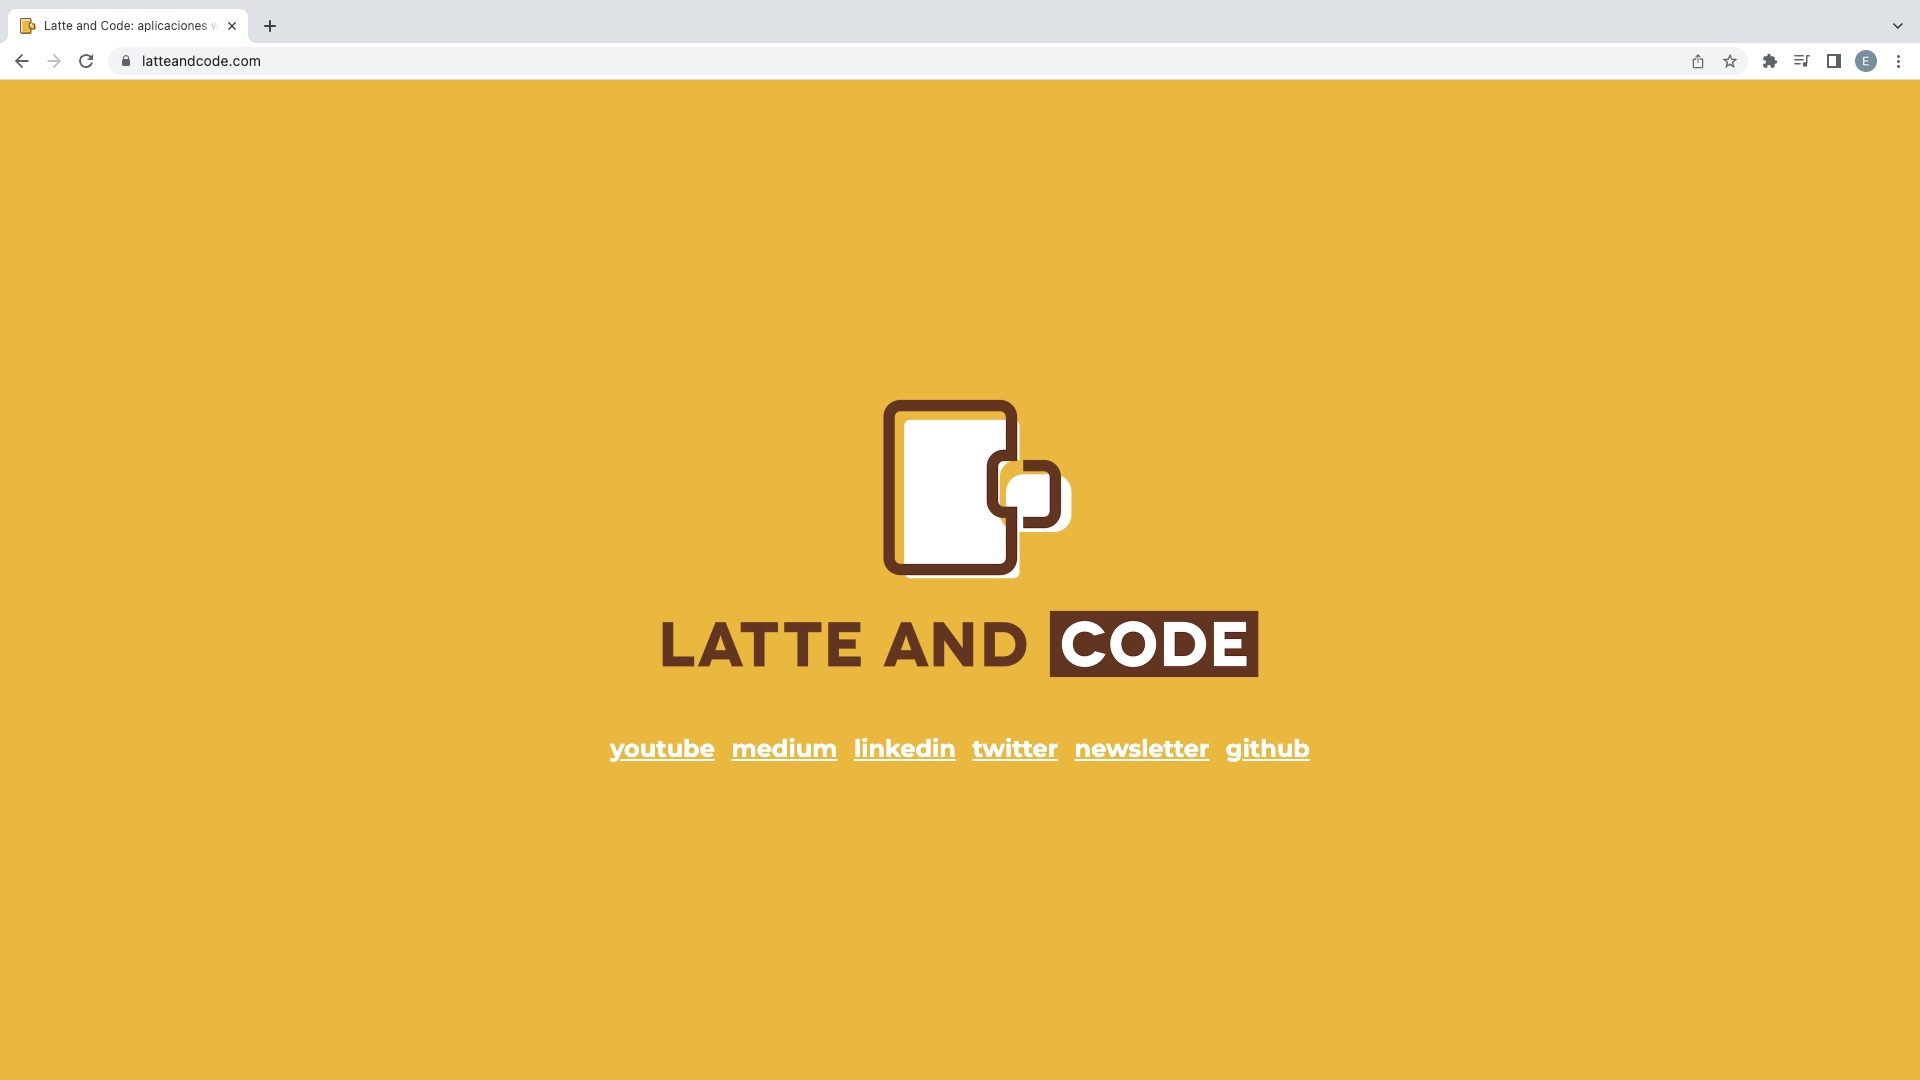 Latte and Code: aplicaciones
latteandcode.com
E
LATTE AND CODE
youtube medium linkedin twitter newsletter github